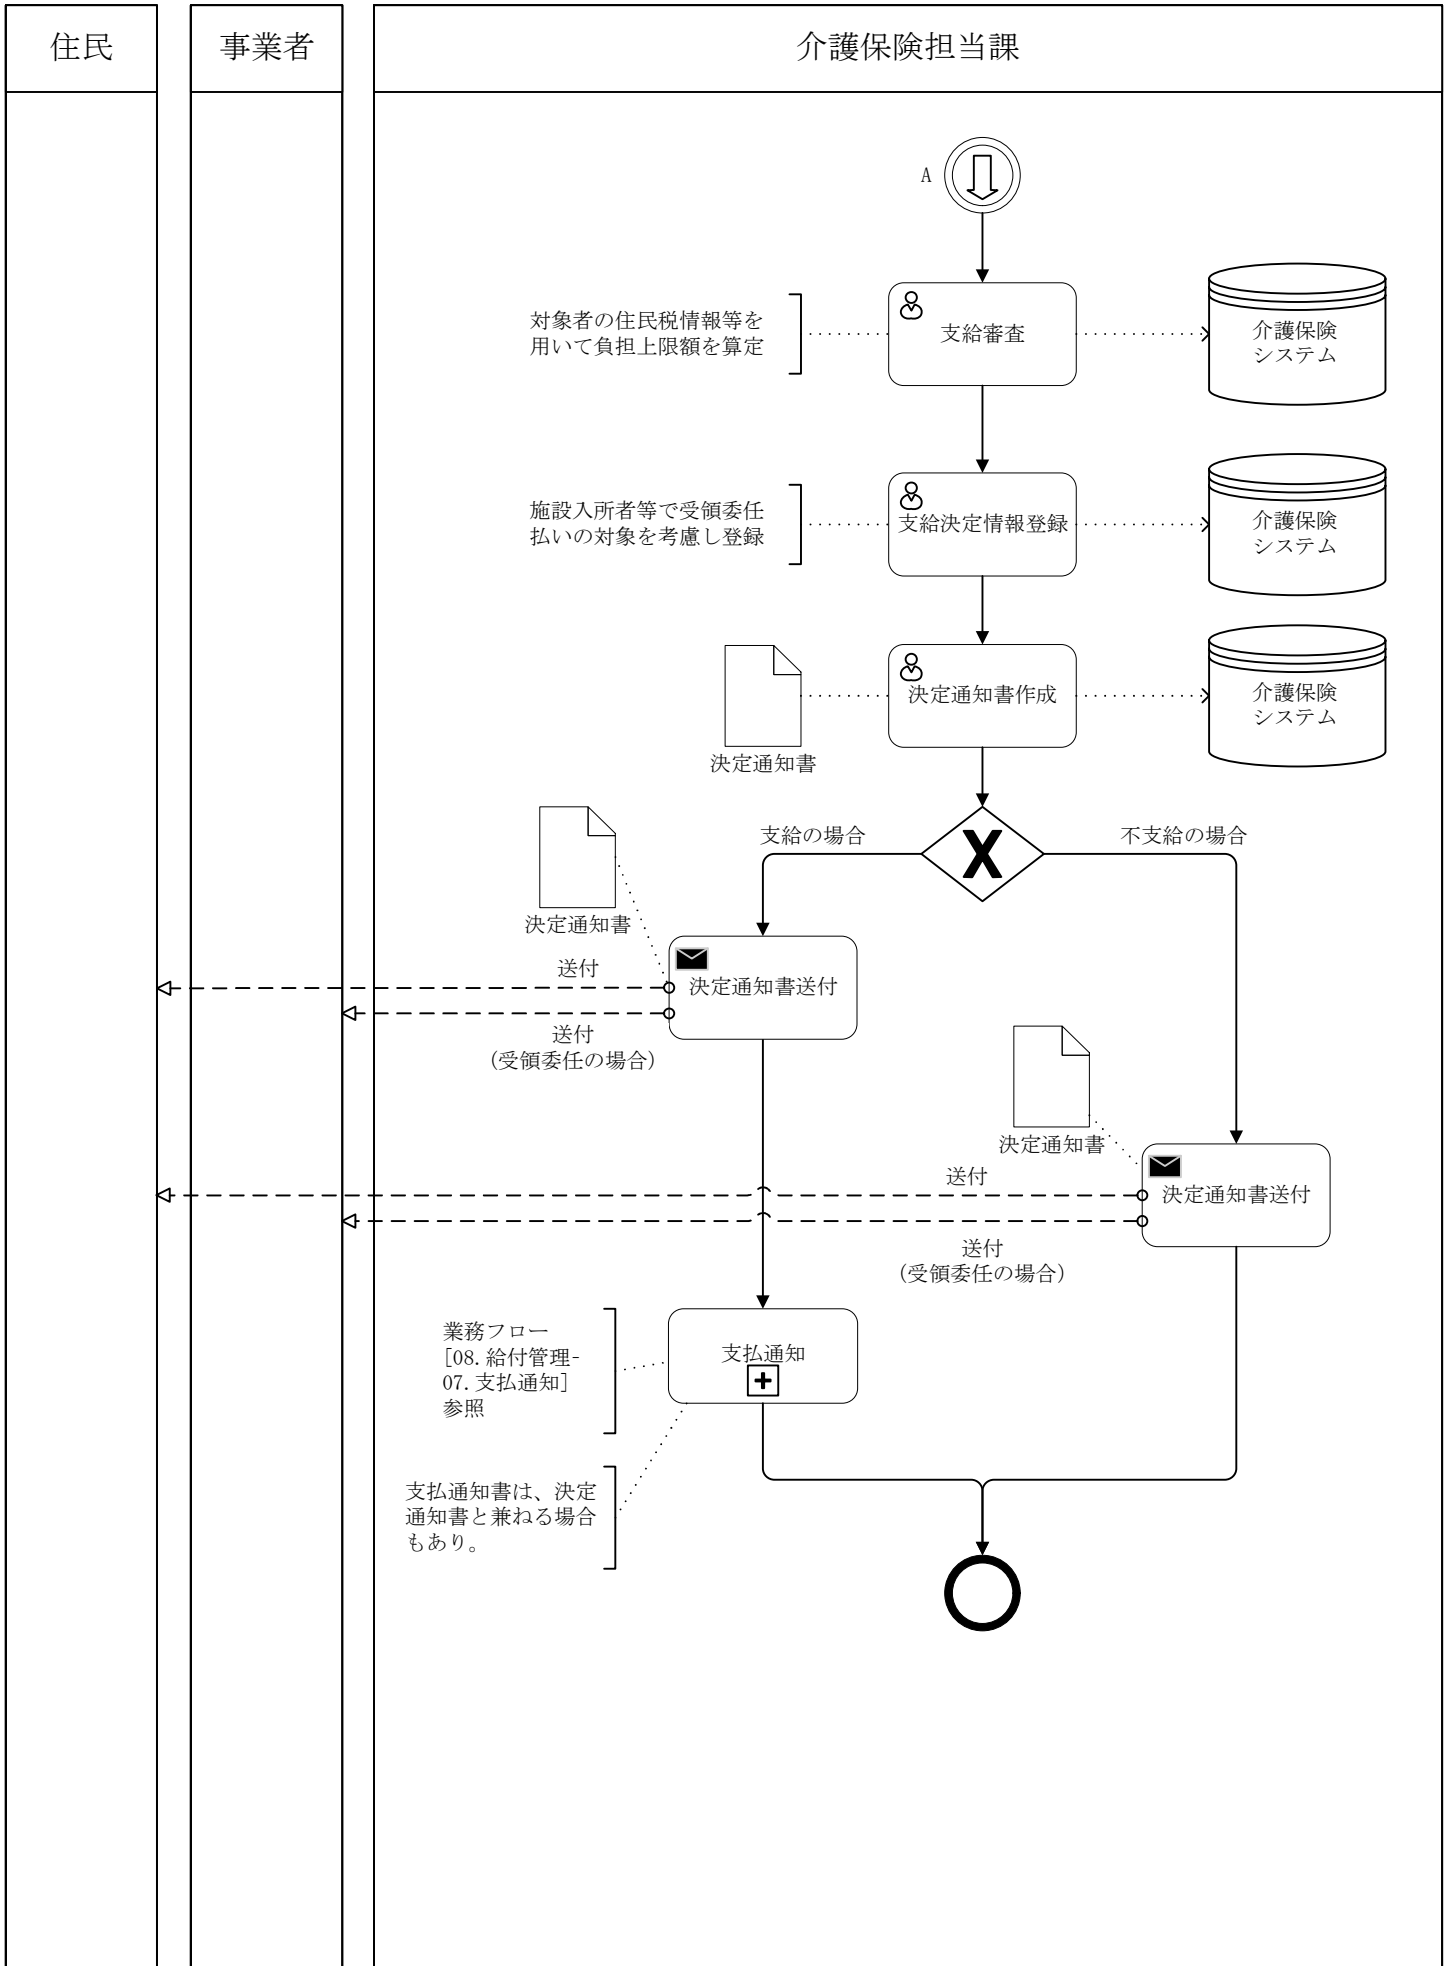 住民
事業者
介護保険担当課
A
対象者の住民税情報等を
用いて負担上限額を算定
支給審査
介護保険
システム
施設入所者等で受領委任
払いの対象を考慮し登録
支給決定情報登録
介護保険
システム
決定通知書作成
介護保険
システム
決定通知書
支給の場合
X
不支給の場合
決定通知書
送付
決定通知書送付
送付
(受領委任の場合)
決定通知書
送付
決定通知書送付
送付
(受領委任の場合)
業務フロー
[08.給付管理-
07.支払通知]
参照
支払通知
支払通知書は、決定
通知書と兼ねる場合
もあり。